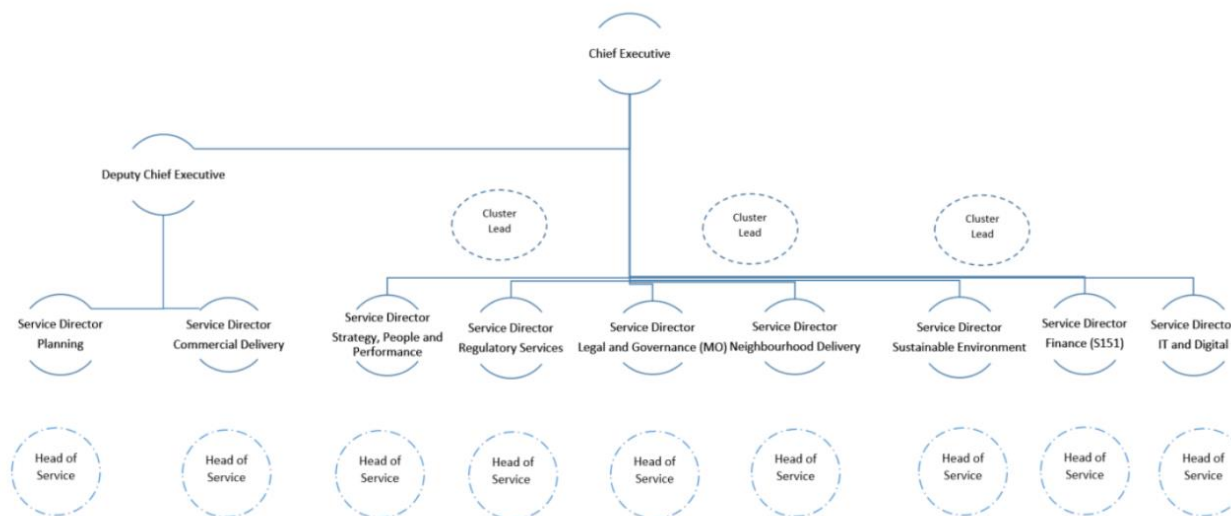 Chief Executive
Deputy Chief Executive
Cluster
Lead
Cluster
Lead
Cluster
Lead
Service Director
Planning
Service Director
Commercial Delivery
Service Director
Strategy, People and
Performance
Service Director
Regulatory Services
Service Director
Legal and Governance (MO)
Service Director
Neighbourhood Delivery
Service Director
Sustainable Environment
Service Director
Finance (S151)
Service Directo
IT and Digital
Head of
Service
Head of
Service
Head of
Service
Head of
Service
Head of
Service
Head of
Service
Head of
Service
Head of
Service
Head of
Service